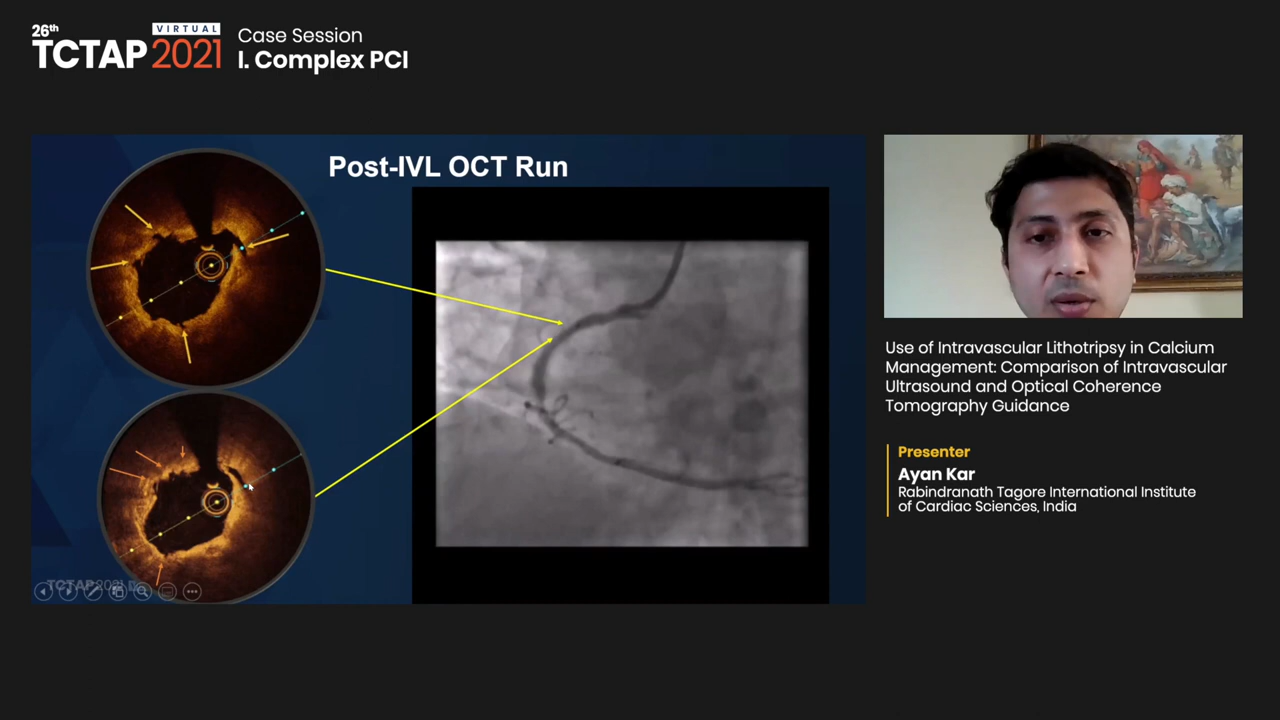 26th
VIRTUAL
TCTAP 2021
Case Session
I. Complex PCI
Post-IVL OCT Run
TCTAP2021
Use of Intravascular Lithotripsy in Calcium
Management: Comparison of Intravascular
Ultrasound and Optical Coherence
Tomography Guidance
Presenter
Ayan Kar
Rabindranath Tagore International Institute
of Cardiac Sciences, India